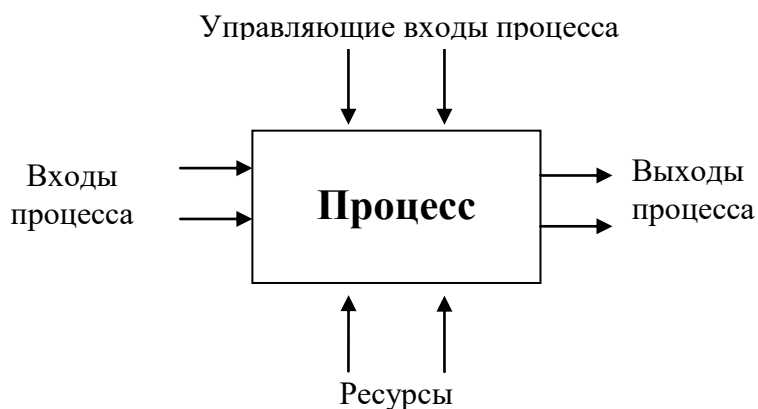 Управляющие входы процесса
Входы
процесса
Процесс
Выходы
процесса
Ресурсы